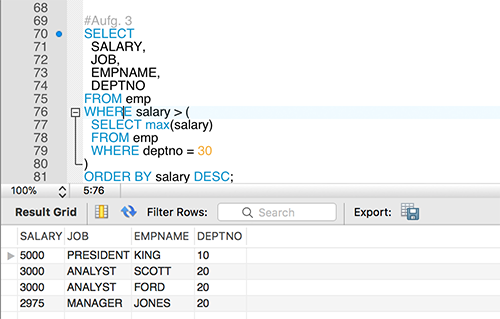 68
69 #Aufg. 3
70 SELECT
71 SALARY,
72 JOB,
73 EMPNAME,
74 DEPTNO
75 FROM emp
76 WHERE salary > (
77 SELECT max(salary)
78 FROM emp
79 WHERE deptno = 30
80 )
81 ORDER BY salary DESC;
100% 5:76
Result Grid Filter Rows: Search Export:
SALARY JOB EMPNAME DEPTNO
5000 PRESIDENT KING 10
3000 ANALYST SCOTT 20
3000 ANALYST FORD 20
2975 MANAGER JONES 20